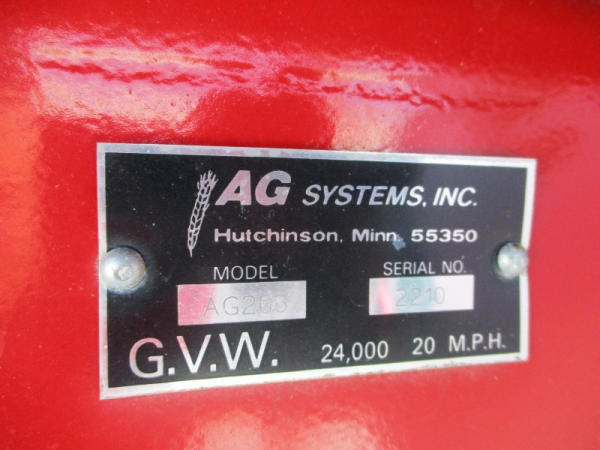 AG SYSTEMS, INC.
Hutchinson, Minn. 55350
MODEL SERIAL NO.
2210
G.V.W. 24,000 20 M.P.H.